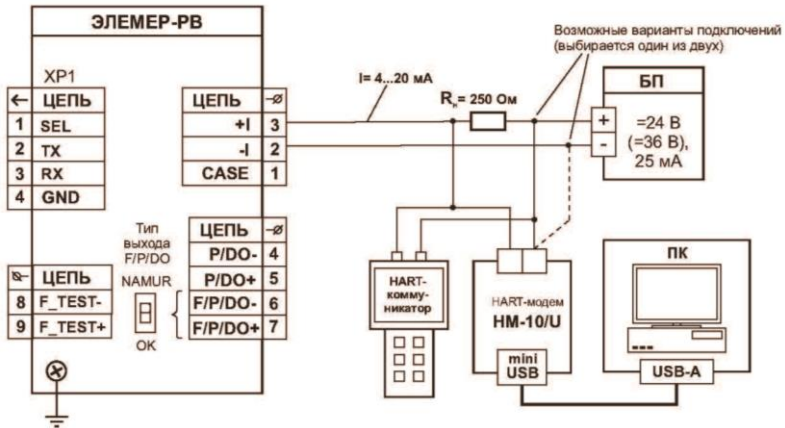 ЭЛЕМЕР-РВ
Возможные варианты подключений
(выбирается один из двух)
XP1
ЦЕПЬ
1 SEL
2 TX
3 RX
4 GND
ЦЕПЬ
+I 3
-I 2
CASE 1
I= 4...20 мА
Rн= 250 Ом
БП
+
-
=24 В
(=36 В),
25 мА
Тип
выхода
F/P/DO
NAMUR
ОК
ЦЕПЬ
P/DO- 4
P/DO+ 5
F/P/DO- 6
F/P/DO+ 7
ЦЕПЬ
8 F_TEST-
9 F_TEST+
HART-
комму-
никатор
HART-модем
HM-10/U
mini
USB
ПК
USB-A